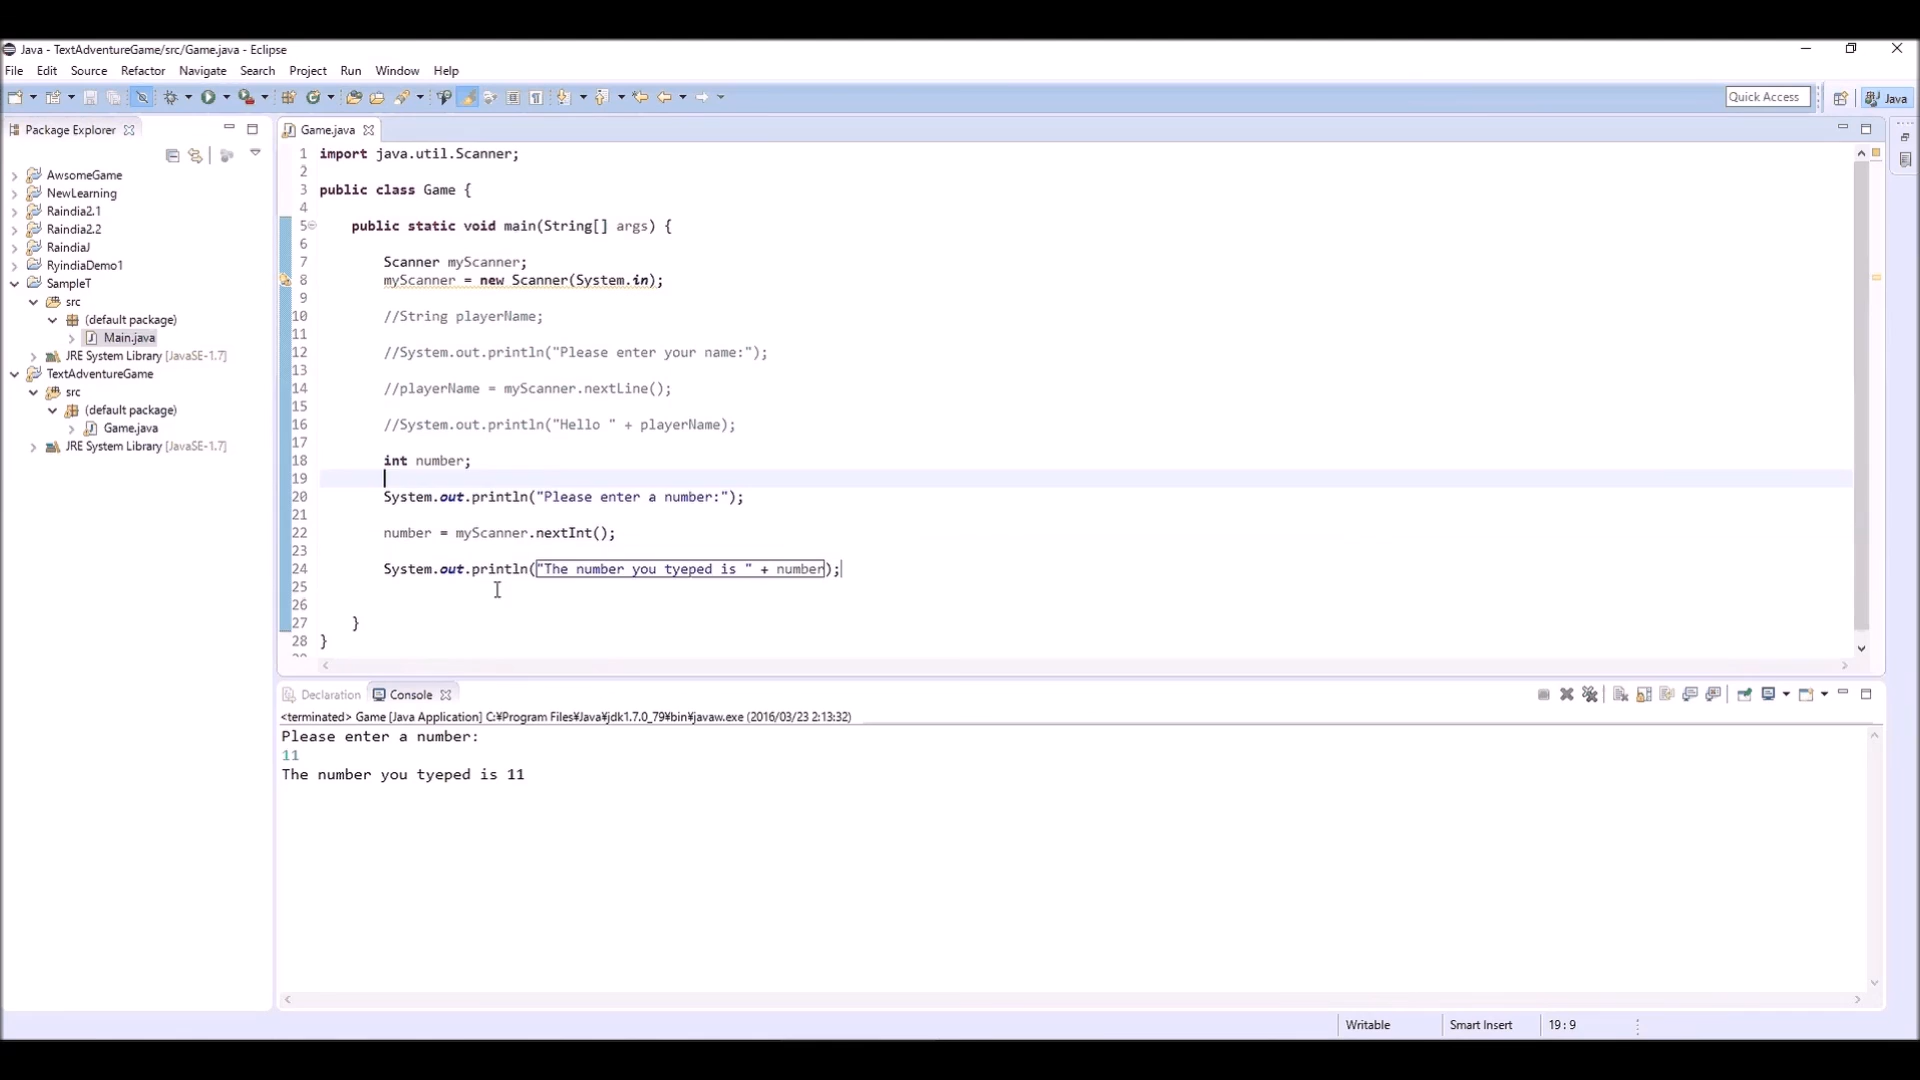 Java - TextAdventureGame/src/Game.java - Eclipse
File Edit Source Refactor Navigate Search Project Run Window Help
Quick Access
Java
Package Explorer
AwsomeGame
NewLearning
Raindia2.1
Raindia2.2
RaindiaJ
RyindiaDemo1
SampleT
src
(default package)
Main.java
JRE System Library [JavaSE-1.7]
TextAdventureGame
src
(default package)
Game.java
JRE System Library [JavaSE-1.7]
Game.java
1 import java.util.Scanner;
2
3 public class Game {
4
5 public static void main(String[] args) {
6
7 Scanner myScanner;
8 myScanner = new Scanner(System.in);
9
10 //String playerName;
11
12 //System.out.println("Please enter your name:");
13
14 //playerName = myScanner.nextLine();
15
16 //System.out.println("Hello " + playerName);
17
18 int number;
19
20 System.out.println("Please enter a number:");
21
22 number = myScanner.nextInt();
23
24 System.out.println("The number you tyeped is " + number);
25
26
27 }
28 }
Declaration Console
<terminated> Game [Java Application] C:¥Program Files¥Java¥jdk1.7.0_79¥bin¥javaw.exe (2016/03/23 2:13:32)
Please enter a number:
11
The number you tyeped is 11
Writable Smart Insert 19 : 9